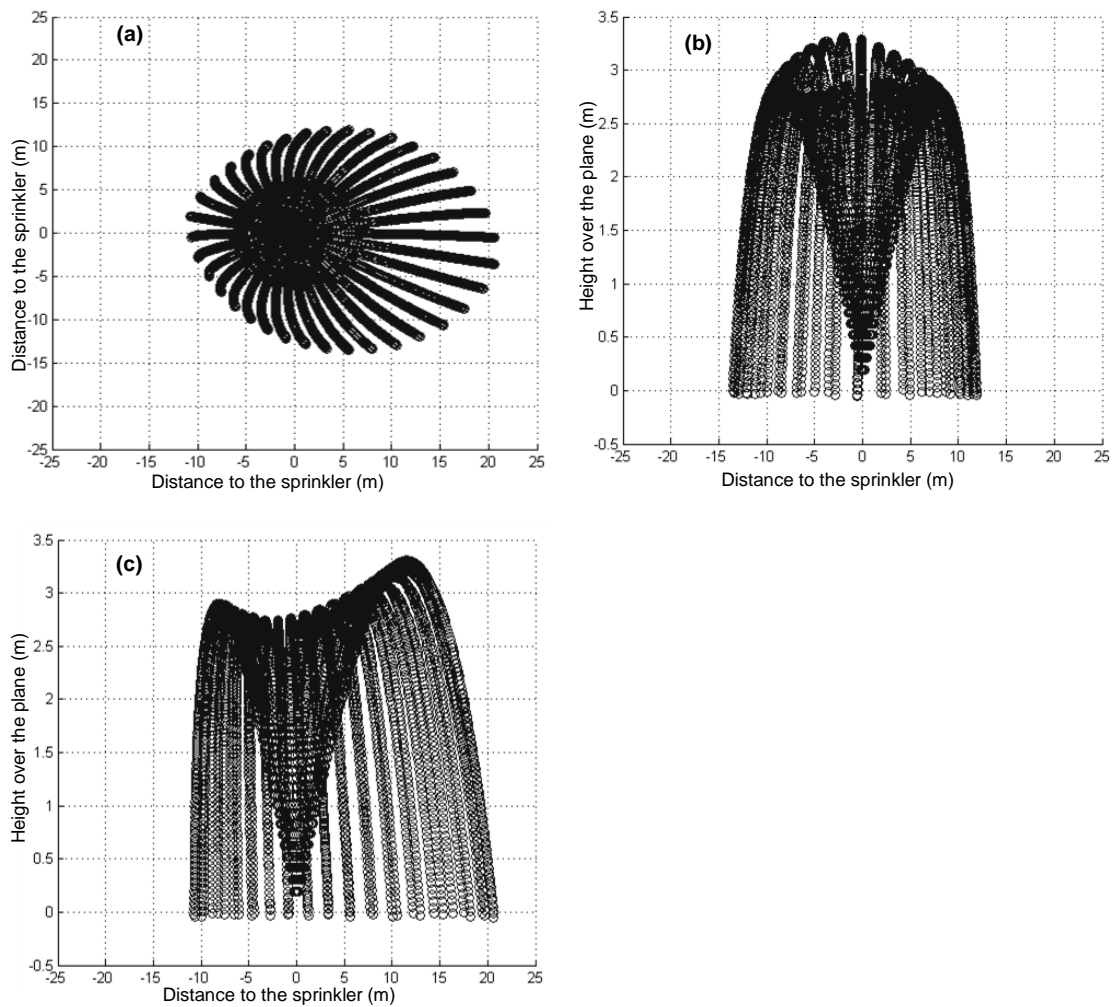 (a)
25
20
15
10
5
0
-5
-10
-15
-20
-25
-25 -20 -15 -10 -5 0 5 10 15 20 25
Distance to the sprinkler (m)
Distance to the sprinkler (m)
(b)
3.5
3
2.5
2
1.5
1
0.5
0
-0.5
-25 -20 -15 -10 -5 0 5 10 15 20 25
Height over the plane (m)
Distance to the sprinkler (m)
(c)
3.5
3
2.5
2
1.5
1
0.5
0
-0.5
-25 -20 -15 -10 -5 0 5 10 15 20 25
Height over the plane (m)
Distance to the sprinkler (m)